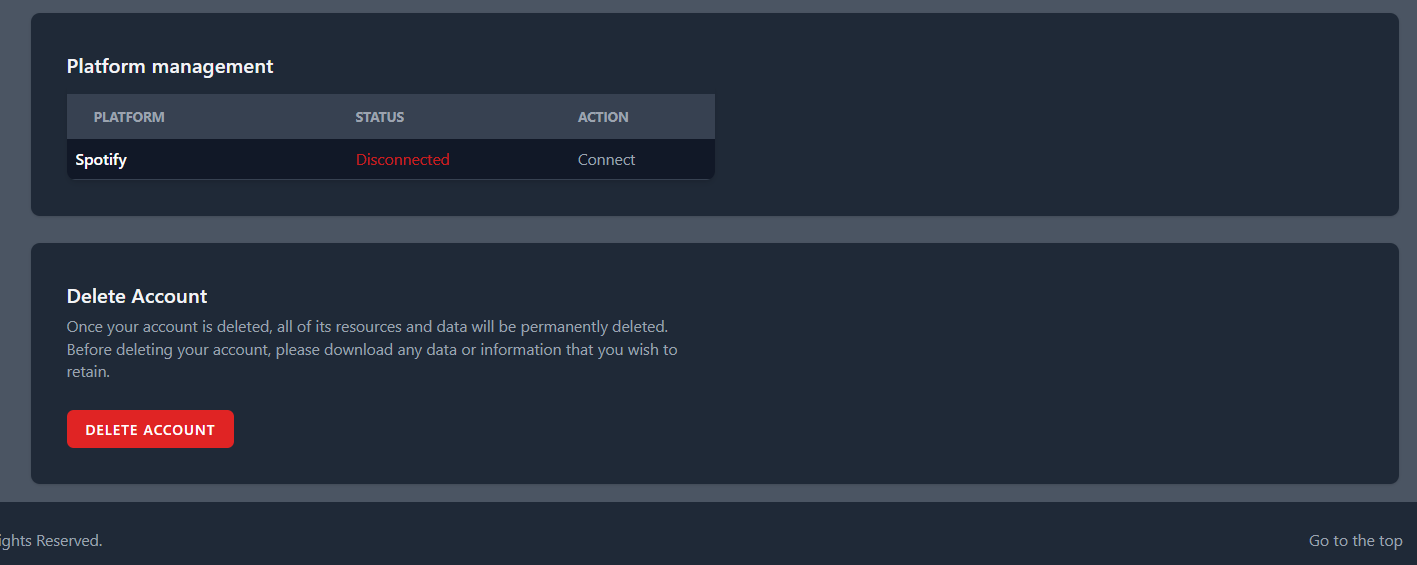 Platform management
PLATFORM STATUS ACTION
Spotify Disconnected Connect
Delete Account
Once your account is deleted, all of its resources and data will be permanently deleted.
Before deleting your account, please download any data or information that you wish to
retain.
DELETE ACCOUNT
ights Reserved. Go to the top